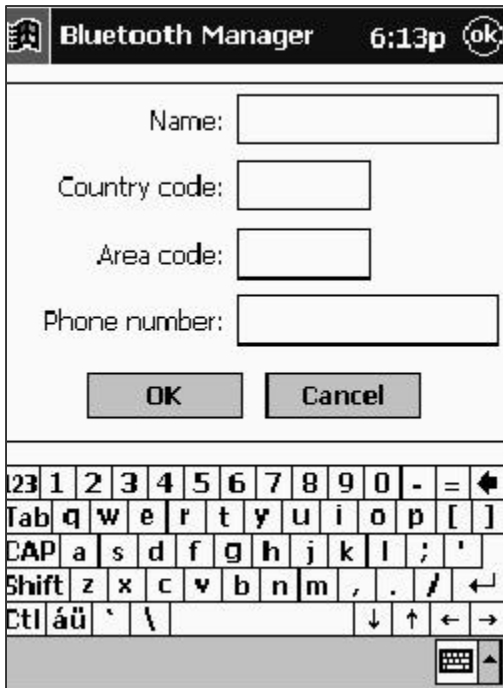 Bluetooth Manager 6:13p ok
Name:
Country code:
Area code:
Phone number:
OK Cancel
123 1 2 3 4 5 6 7 8 9 0 - = 
Tab q w e r t y u i o p [ ]
CAP a s d f g h j k l ; '
Shift z x c v b n m , . /
Ctl áü ` \